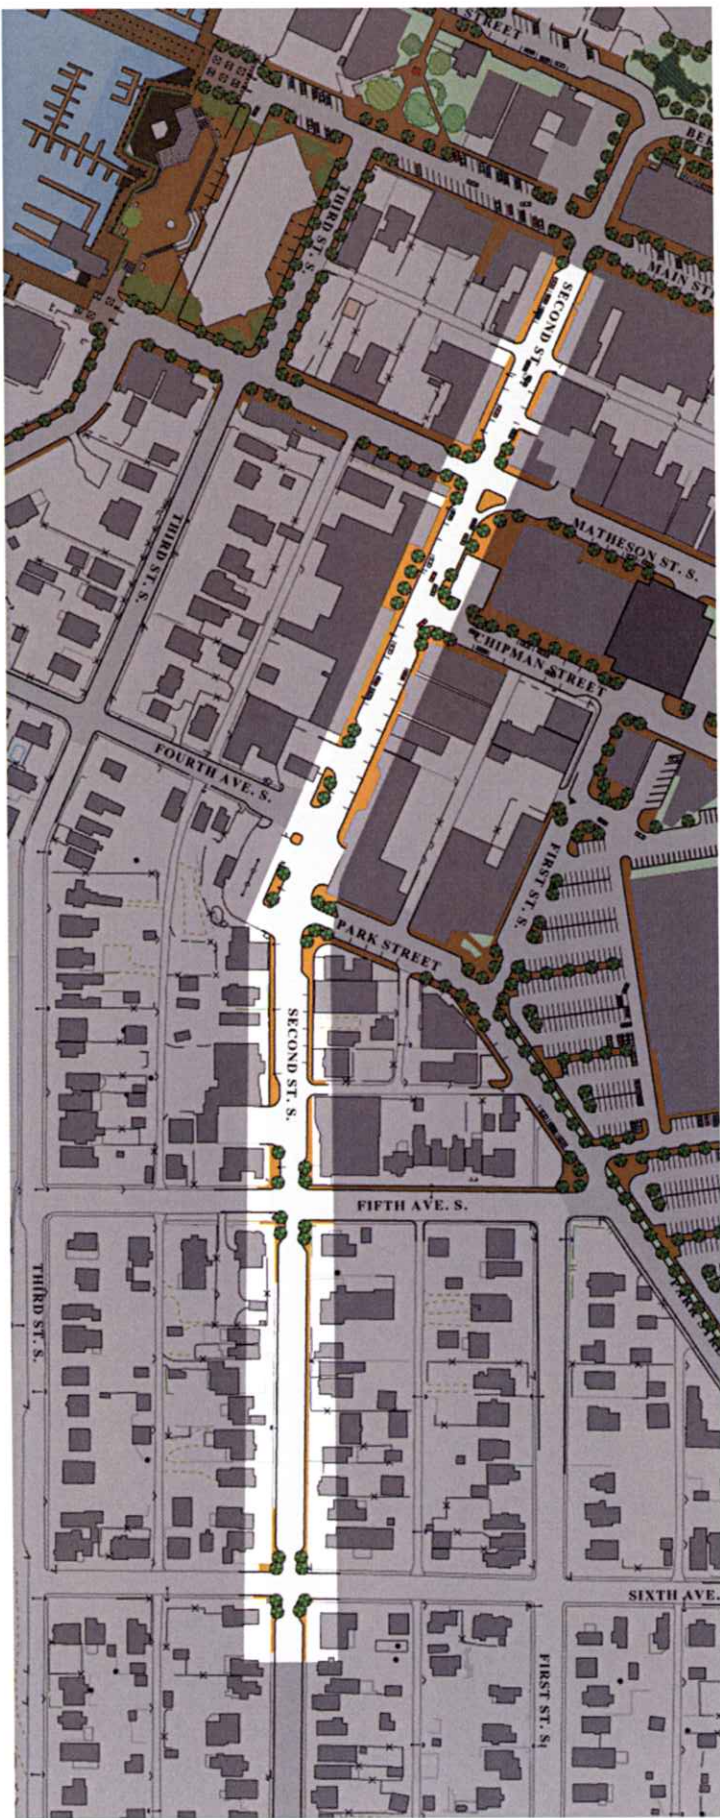 STREET
BER
MAIN ST
THIRD ST. S.
SECOND ST. S.
MATHESON ST. S.
THIRD ST. S.
CHIPMAN STREET
FOURTH AVE. S.
FIRST ST. S.
PARK STREET
SECOND ST. S.
FIFTH AVE. S.
THIRD ST. S.
SIXTH AVE.
FIRST ST. S.